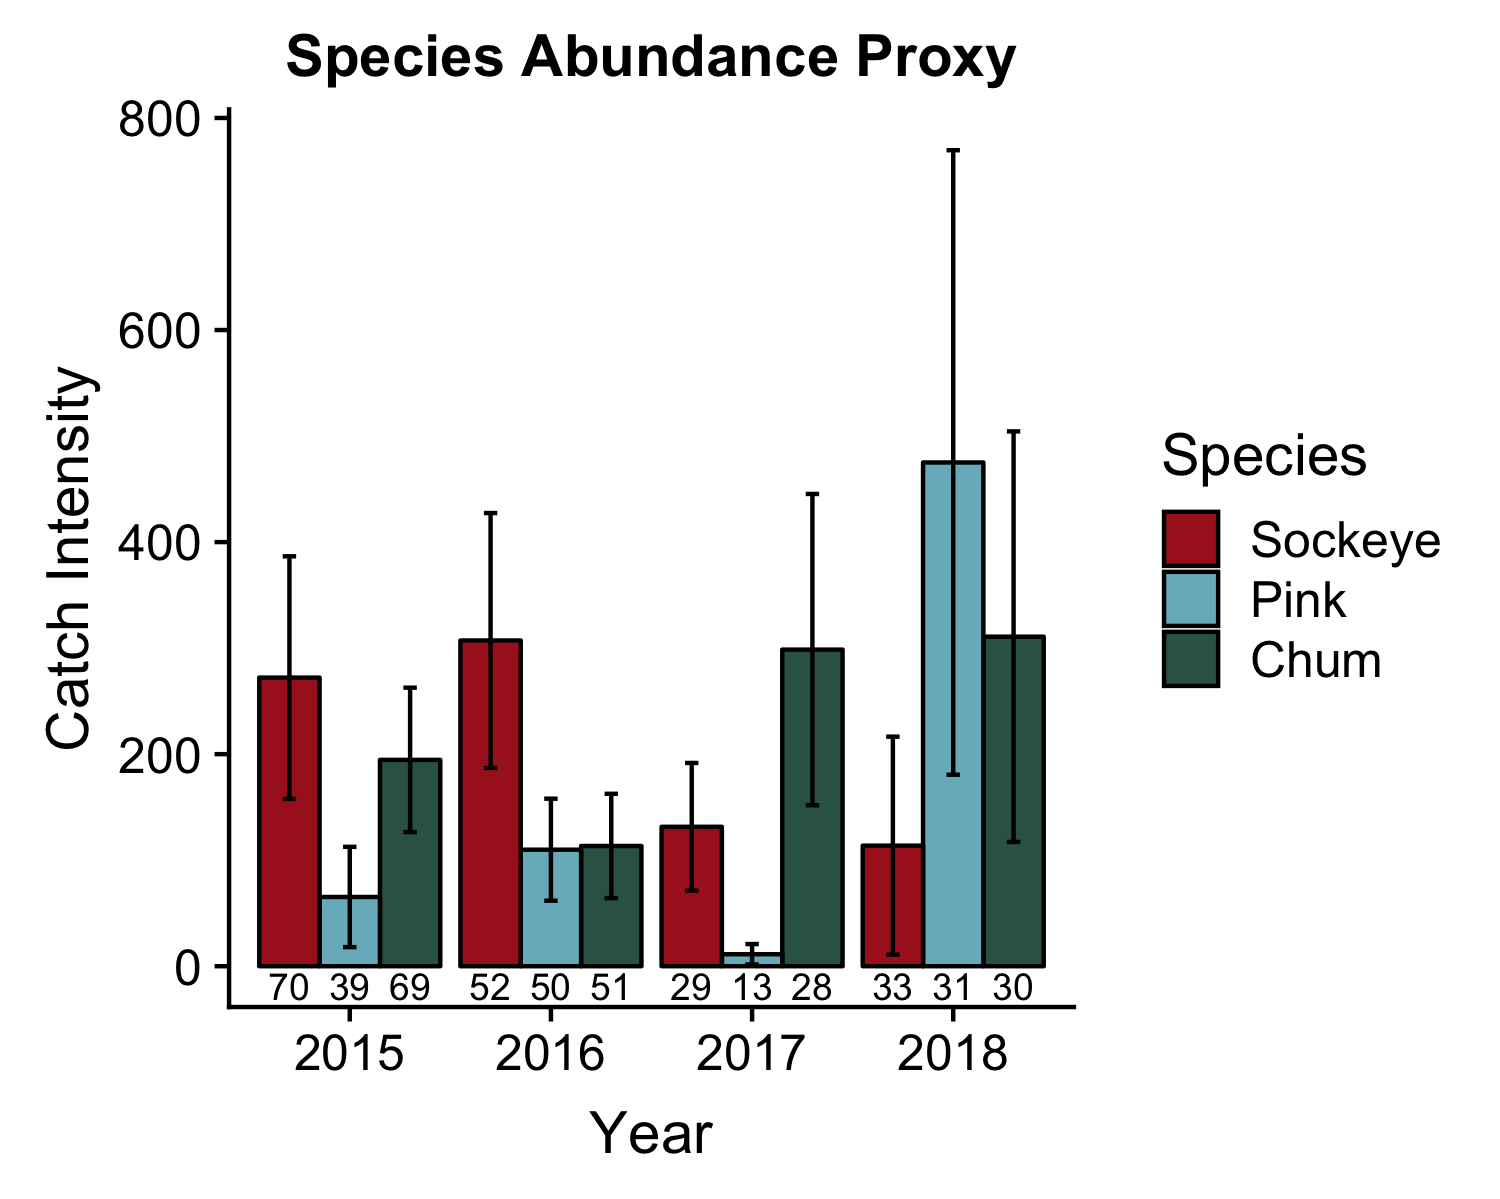 Species Abundance Proxy
800
600
400
200
0
Catch Intensity
70 39 69 52 50 51 29 13 28 33 31 30
2015 2016 2017 2018
Year
Species
Sockeye
Pink
Chum